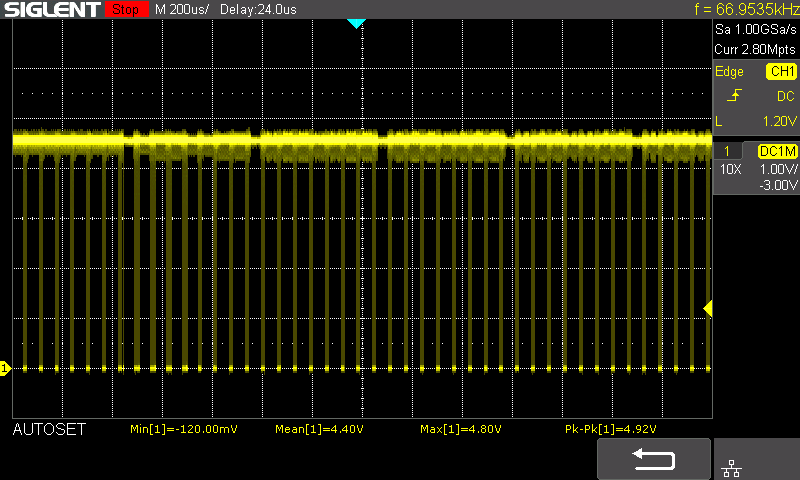 SIGLENT Stop M 200us/ Delay:24.0us f = 66.9535kHz
Sa 1.00GSa/s
Curr 2.80Mpts
Edge CH1
DC
L 1.20V
1 DC1M
10X 1.00V/
-3.00V
1
AUTOSET Min[1]=-120.00mV Mean[1]=4.40V Max[1]=4.80V Pk-Pk[1]=4.92V